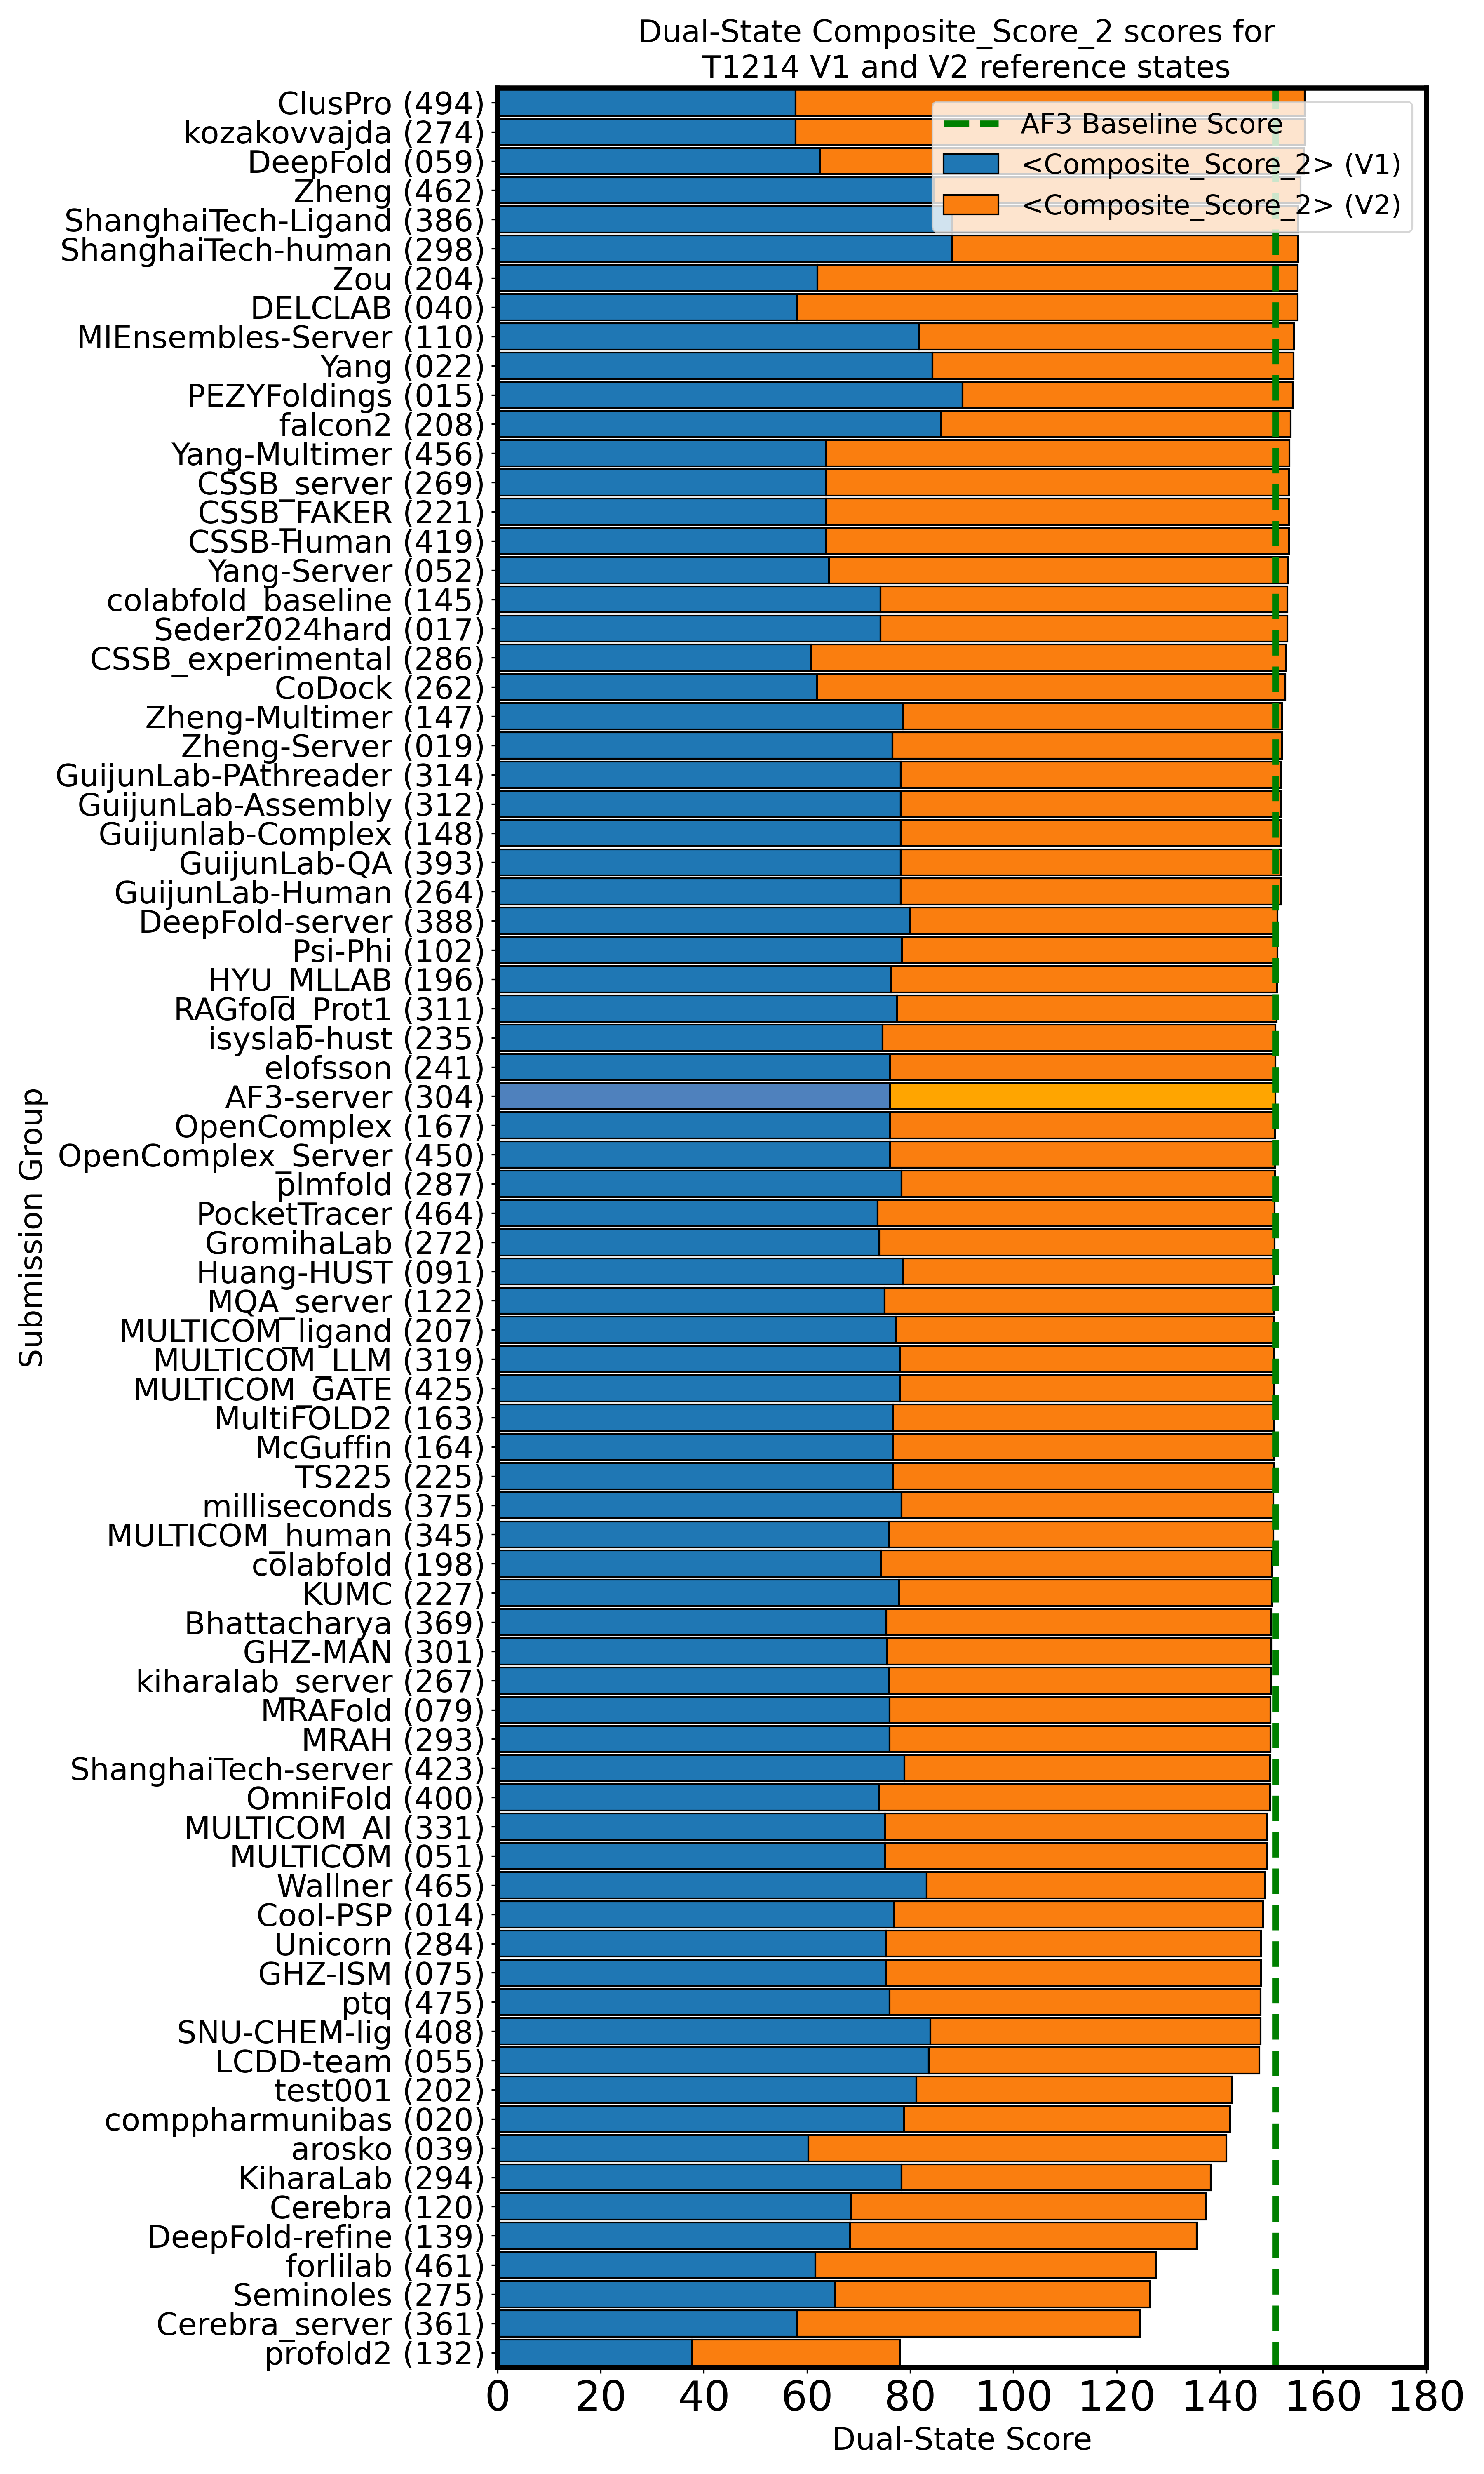 Dual-State Composite_Score_2 scores for
T1214 V1 and V2 reference states
AF3 Baseline Score
<Composite_Score_2> (V1)
<Composite_Score_2> (V2)
Submission Group
ClusPro (494)
kozakovvajda (274)
DeepFold (059)
Zheng (462)
ShanghaiTech-Ligand (386)
ShanghaiTech-human (298)
Zou (204)
DELCLAB (040)
MIEnsembles-Server (110)
Yang (022)
PEZYFoldings (015)
falcon2 (208)
Yang-Multimer (456)
CSSB_server (269)
CSSB_FAKER (221)
CSSB-Human (419)
Yang-Server (052)
colabfold_baseline (145)
Seder2024hard (017)
CSSB_experimental (286)
CoDock (262)
Zheng-Multimer (147)
Zheng-Server (019)
GuijunLab-PAthreader (314)
GuijunLab-Assembly (312)
Guijunlab-Complex (148)
GuijunLab-QA (393)
GuijunLab-Human (264)
DeepFold-server (388)
Psi-Phi (102)
HYU_MLLAB (196)
RAGfold_Prot1 (311)
isyslab-hust (235)
elofsson (241)
AF3-server (304)
OpenComplex (167)
OpenComplex_Server (450)
plmfold (287)
PocketTracer (464)
GromihaLab (272)
Huang-HUST (091)
MQA_server (122)
MULTICOM_ligand (207)
MULTICOM_LLM (319)
MULTICOM_GATE (425)
MultiFOLD2 (163)
McGuffin (164)
TS225 (225)
milliseconds (375)
MULTICOM_human (345)
colabfold (198)
KUMC (227)
Bhattacharya (369)
GHZ-MAN (301)
kiharalab_server (267)
MRAFold (079)
MRAH (293)
ShanghaiTech-server (423)
OmniFold (400)
MULTICOM_AI (331)
MULTICOM (051)
Wallner (465)
Cool-PSP (014)
Unicorn (284)
GHZ-ISM (075)
ptq (475)
SNU-CHEM-lig (408)
LCDD-team (055)
test001 (202)
comppharmunibas (020)
arosko (039)
KiharaLab (294)
Cerebra (120)
DeepFold-refine (139)
forlilab (461)
Seminoles (275)
Cerebra_server (361)
profold2 (132)
0 20 40 60 80 100 120 140 160 180
Dual-State Score